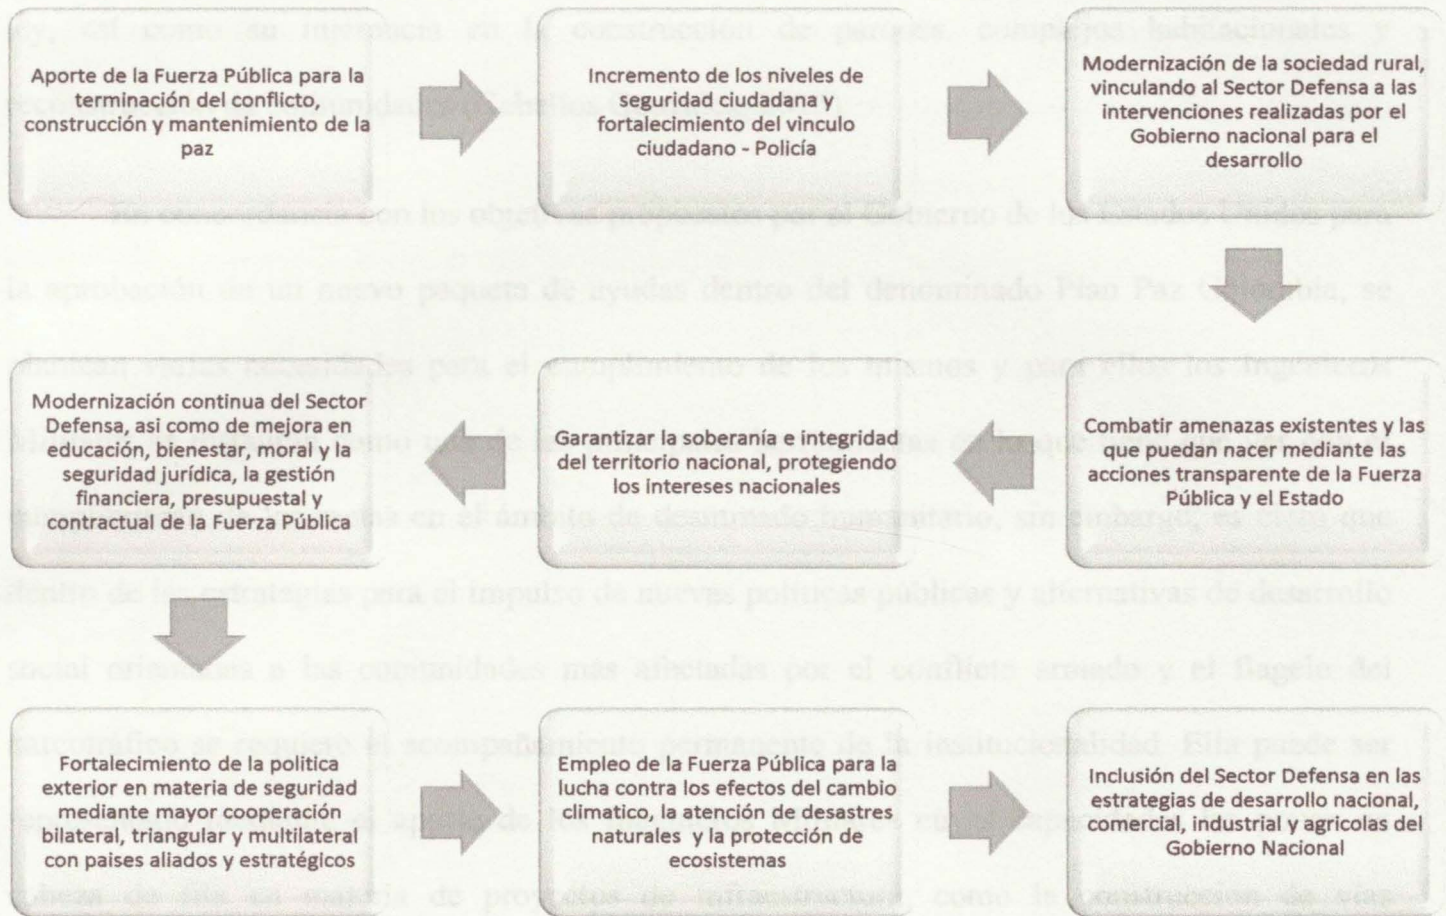 Aporte de la Fuerza Pública para la
terminación del conflicto,
construcción y mantenimiento de la
paz
Incremento de los niveles de
seguridad ciudadana y
fortalecimiento del vinculo
ciudadano - Policía
Modernización de la sociedad rural,
vinculando al Sector Defensa a las
intervenciones realizadas por el
Gobierno nacional para el
desarrollo
Combatir amenazas existentes y las
que puedan nacer mediante las
acciones transparente de la Fuerza
Pública y el Estado
Garantizar la soberania e integridad
del territorio nacional, protegiendo
los intereses nacionales
Modernización continua del Sector
Defensa, asi como de mejora en
educación, bienestar, moral y la
seguridad jurídica, la gestión
financiera, presupuestal y
contractual de la Fuerza Pública
Fortalecimiento de la politica
exterior en materia de seguridad
mediante mayor cooperación
bilateral, triangular y multilateral
con paises aliados y estratégicos
Empleo de la Fuerza Pública para la
lucha contra los efectos del cambio
climatico, la atención de desastres
naturales y la protección de
ecosistemas
Inclusión del Sector Defensa en las
estrategias de desarrollo nacional,
comercial, industrial y agricolas del
Gobierno Nacional